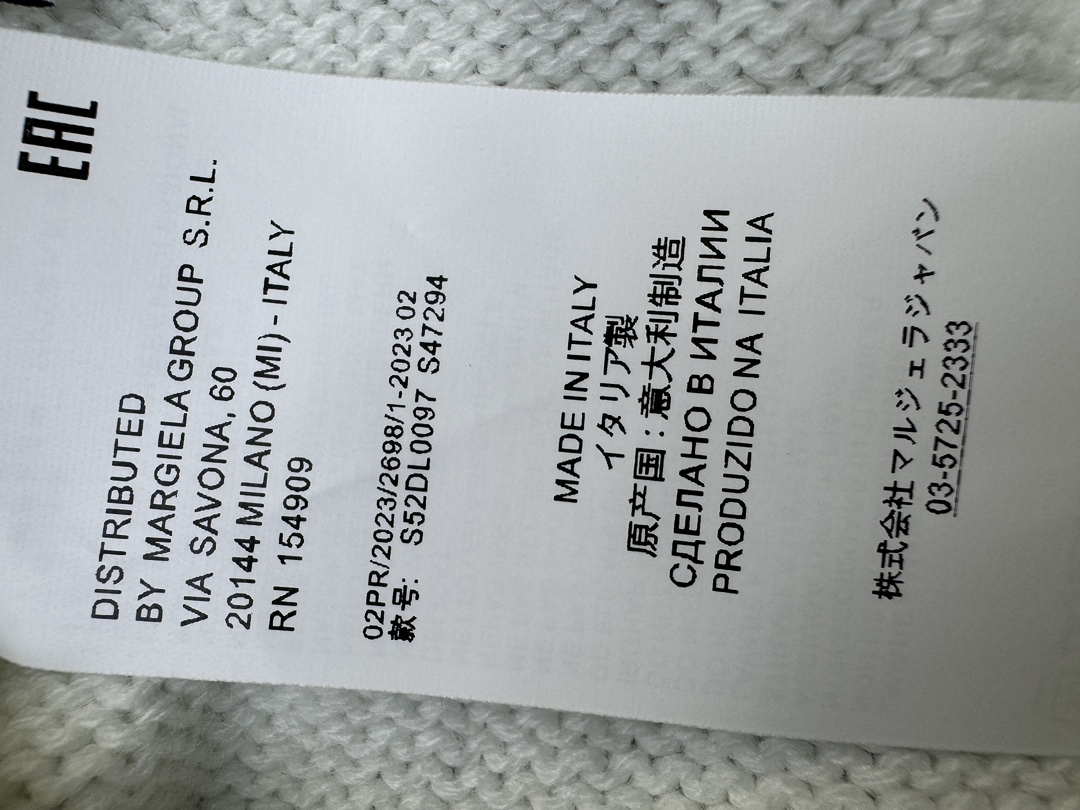 EAC
DISTRIBUTED
BY MARGIELA GROUP S.R.L.
VIA SAVONA, 60
20144 MILANO (MI) - ITALY
RN 154909
02PR/2023/2698/1-2023 02
款号: S52DL0097 S47294
MADE IN ITALY
イタリア製
原产国：意大利制造
СДЕЛАНО В ИТАЛИИ
PRODUZIDO NA ITALIA
株式会社マルジェラジャパン
03-5725-2333